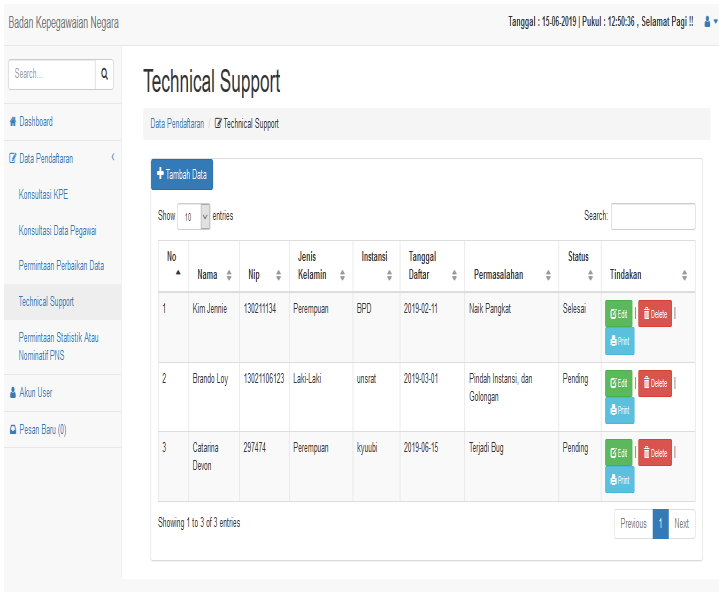 Badan Kepegawaian Negara
Tanggal : 15-06-2019 | Pukul : 12:50:36 , Selamat Pagi !!
Search...
Dashboard
Data Pendaftaran
Konsultasi KPE
Konsultasi Data Pegawai
Permintaan Perbaikan Data
Technical Support
Permintaan Statistik Atau
Nominatif PNS
Akun User
Pesan Baru (0)
Technical Support
Data Pendaftaran / Technical Support
Tambah Data
Show 10 entries
Search:
No Nama Nip Jenis Kelamin Instansi Tanggal Daftar Permasalahan Status Tindakan
1 Kim Jennie 130211134 Perempuan BPD 2019-02-11 Naik Pangkat Selesai Edit | Delete |
Print
2 Brando Loy 13021106123 Laki-Laki unsrat 2019-03-01 Pindah Instansi, dan Golongan Pending Edit | Delete |
Print
3 Catarina Devon 297474 Perempuan kyuubi 2019-06-15 Terjadi Bug Pending Edit | Delete |
Print
Showing 1 to 3 of 3 entries
Previous 1 Next